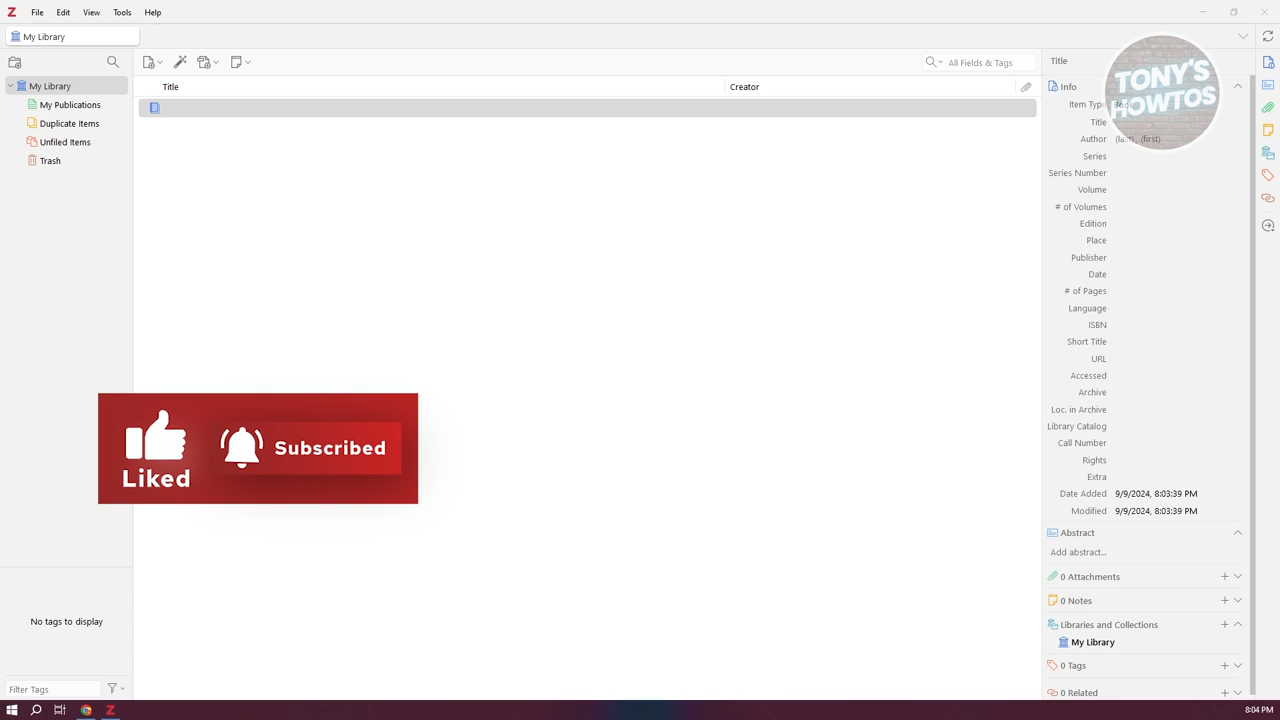 Z File Edit View Tools Help
My Library
All Fields & Tags
My Library
My Publications
Duplicate Items
Unfiled Items
Trash
Title Creator
Liked
Subscribed
No tags to display
Filter Tags
TONY'S
HOWTOS
Title
Info
Item Type Book
Title
Author (last), (first)
Series
Series Number
Volume
# of Volumes
Edition
Place
Publisher
Date
# of Pages
Language
ISBN
Short Title
URL
Accessed
Archive
Loc. in Archive
Library Catalog
Call Number
Rights
Extra
Date Added 9/9/2024, 8:03:39 PM
Modified 9/9/2024, 8:03:39 PM
Abstract
Add abstract...
0 Attachments
0 Notes
Libraries and Collections
My Library
0 Tags
0 Related
Z
8:04 PM